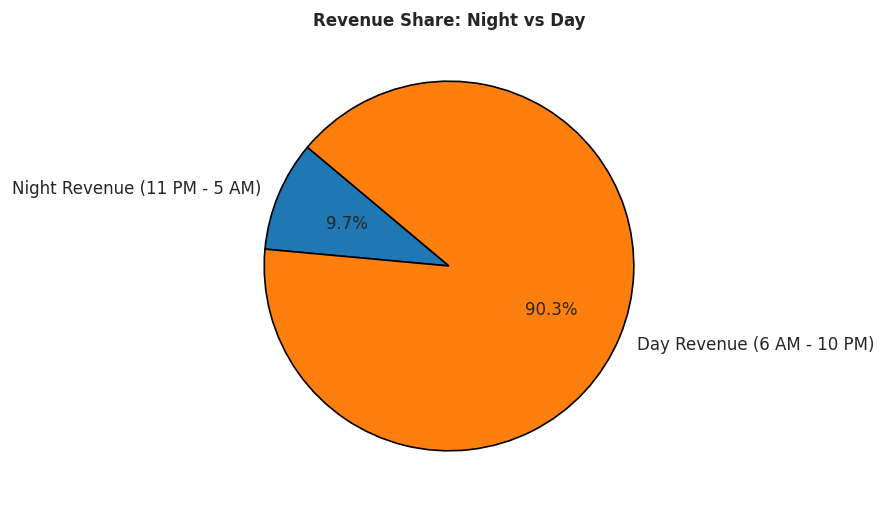 Revenue Share: Night vs Day
Night Revenue (11 PM - 5 AM)
9.7%
90.3%
Day Revenue (6 AM - 10 PM)